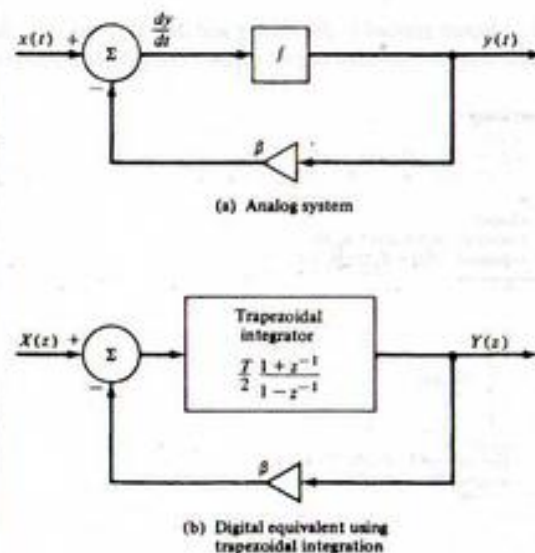 x(t) + Σ dy/dt ∫ y(t)
−
β
(a) Analog system
X(z) + Σ Trapezoidal integrator Y(z)
T/2 1 + z⁻¹/1 − z⁻¹
−
β
(b) Digital equivalent using
trapezoidal integration